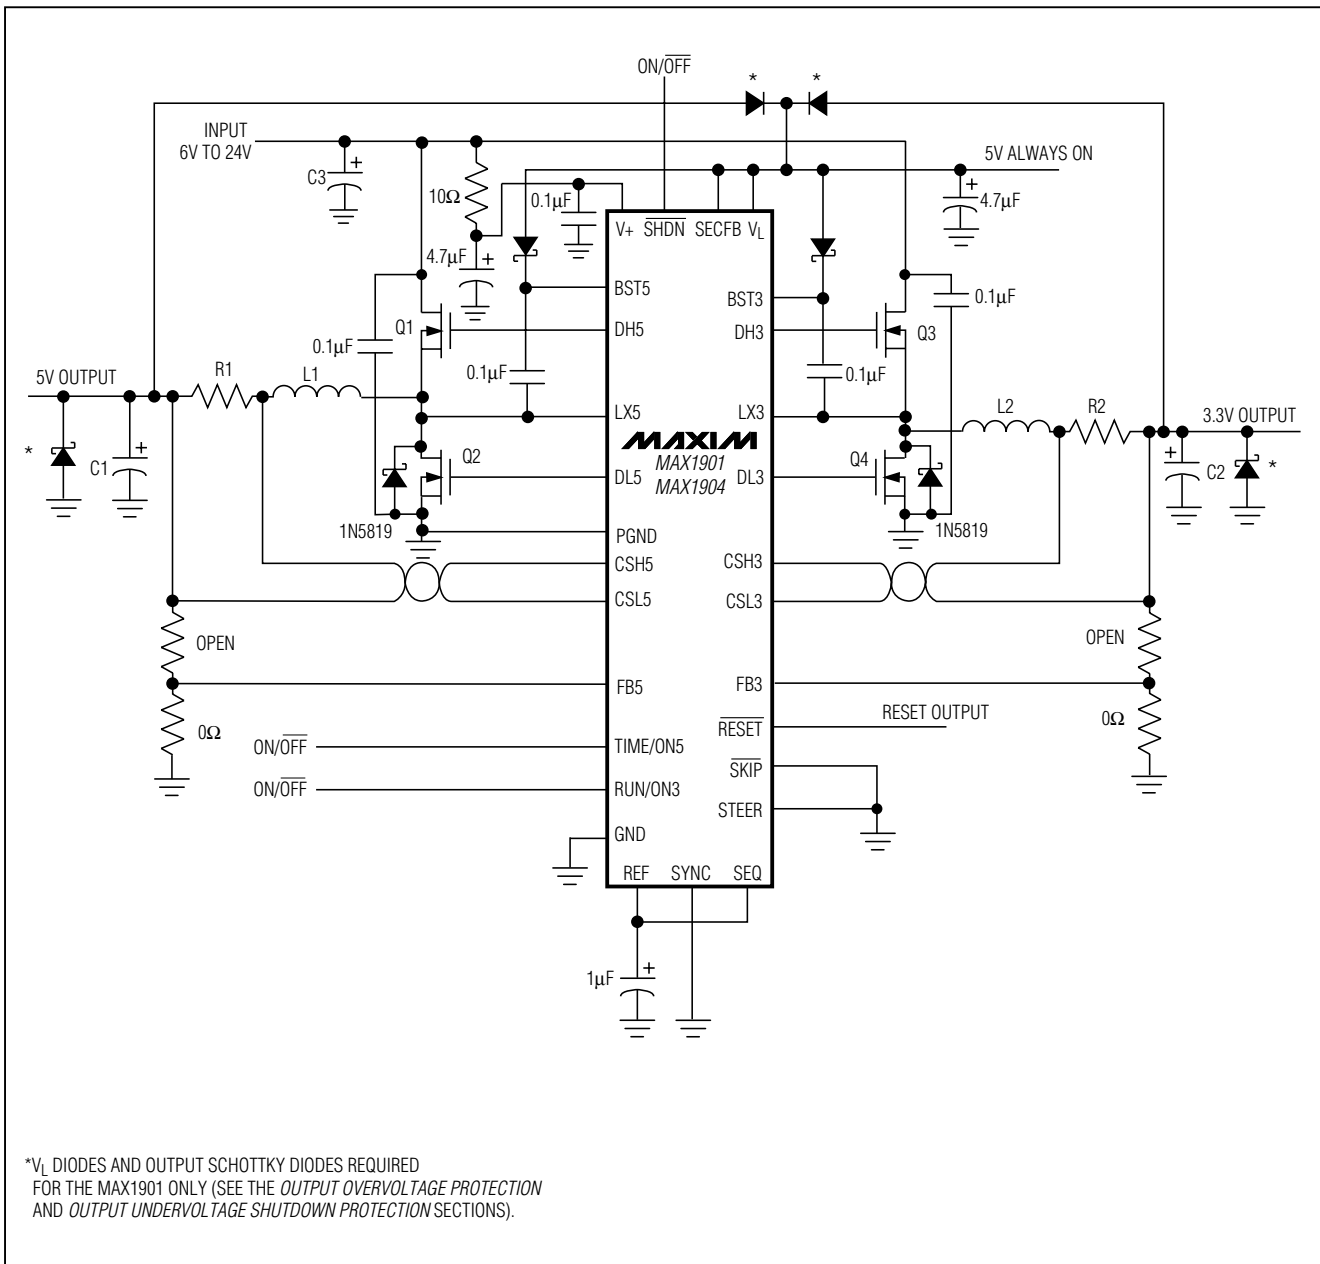 ON/OFF
* *
INPUT
6V TO 24V
5V ALWAYS ON
C3
+
10Ω
0.1µF
+
4.7µF
V+ SHDN SECFB VL
4.7µF
+
BST5
BST3
0.1µF
Q1
DH5
DH3
Q3
0.1µF
0.1µF
0.1µF
5V OUTPUT
R1
L1
LX5
LX3
L2
R2
3.3V OUTPUT
MAXIM
MAX1901
MAX1904
*
C1
+
Q2
DL5
DL3
Q4
+
C2
*
1N5819
1N5819
PGND
CSH5
CSH3
CSL5
CSL3
OPEN
OPEN
FB5
FB3
0Ω
RESET
RESET OUTPUT
0Ω
ON/OFF
TIME/ON5
SKIP
ON/OFF
RUN/ON3
STEER
GND
REF SYNC SEQ
1µF
+
*VL DIODES AND OUTPUT SCHOTTKY DIODES REQUIRED
FOR THE MAX1901 ONLY (SEE THE OUTPUT OVERVOLTAGE PROTECTION
AND OUTPUT UNDERVOLTAGE SHUTDOWN PROTECTION SECTIONS).